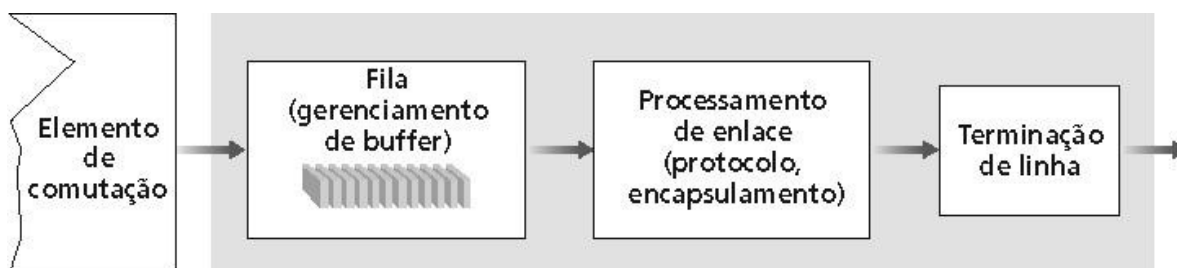 Elemento
de
comutação
Fila
(gerenciamento
de buffer)
Processamento
de enlace
(protocolo,
encapsulamento)
Terminação
de linha